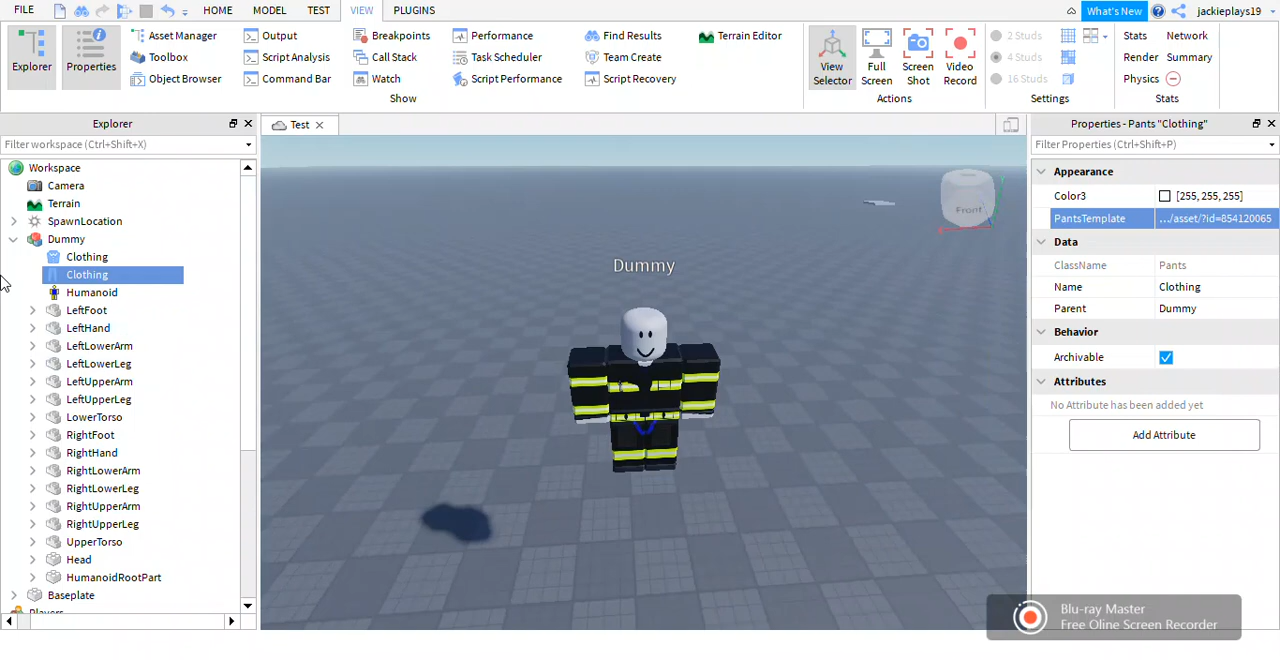 FILE HOME MODEL TEST VIEW PLUGINS What's New jackieplays19
Explorer Properties
Asset Manager Output Breakpoints Performance Find Results Terrain Editor
Toolbox Script Analysis Call Stack Task Scheduler Team Create
Object Browser Command Bar Watch Script Performance Script Recovery
Show
View Selector Full Screen Screen Shot Video Record
Actions
2 Studs
4 Studs
16 Studs
Settings
Stats Network
Render Summary
Physics
Stats
Explorer
Filter workspace (Ctrl+Shift+X)
Workspace
Camera
Terrain
SpawnLocation
Dummy
Clothing
Clothing
Humanoid
LeftFoot
LeftHand
LeftLowerArm
LeftLowerLeg
LeftUpperArm
LeftUpperLeg
LowerTorso
RightFoot
RightHand
RightLowerArm
RightLowerLeg
RightUpperArm
RightUpperLeg
UpperTorso
Head
HumanoidRootPart
Baseplate
Players
Test
Front
Dummy
Properties - Pants "Clothing"
Filter Properties (Ctrl+Shift+P)
Appearance
Color3 [255, 255, 255]
PantsTemplate .../asset/?id=854120065
Data
ClassName Pants
Name Clothing
Parent Dummy
Behavior
Archivable
Attributes
No Attribute has been added yet
Add Attribute
Blu-ray Master
Free Oline Screen Recorder